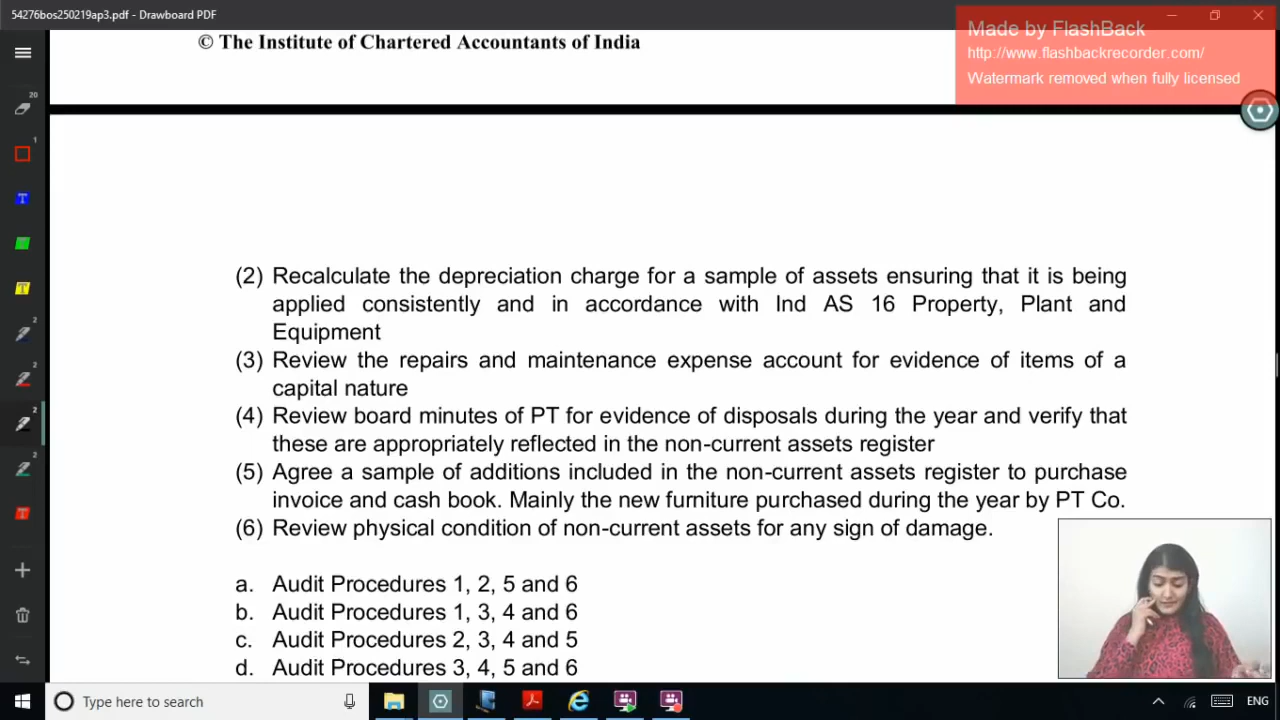 54276bos250219ap3.pdf - Drawboard PDF
© The Institute of Chartered Accountants of India
Made by FlashBack
http://www.flashbackrecorder.com/
Watermark removed when fully licensed
20
1
T
T
2
2
2
2
T
(2) Recalculate the depreciation charge for a sample of assets ensuring that it is being
applied consistently and in accordance with Ind AS 16 Property, Plant and
Equipment
(3) Review the repairs and maintenance expense account for evidence of items of a
capital nature
(4) Review board minutes of PT for evidence of disposals during the year and verify that
these are appropriately reflected in the non-current assets register
(5) Agree a sample of additions included in the non-current assets register to purchase
invoice and cash book. Mainly the new furniture purchased during the year by PT Co.
(6) Review physical condition of non-current assets for any sign of damage.
a. Audit Procedures 1, 2, 5 and 6
b. Audit Procedures 1, 3, 4 and 6
c. Audit Procedures 2, 3, 4 and 5
d. Audit Procedures 3, 4, 5 and 6
Type here to search
ENG